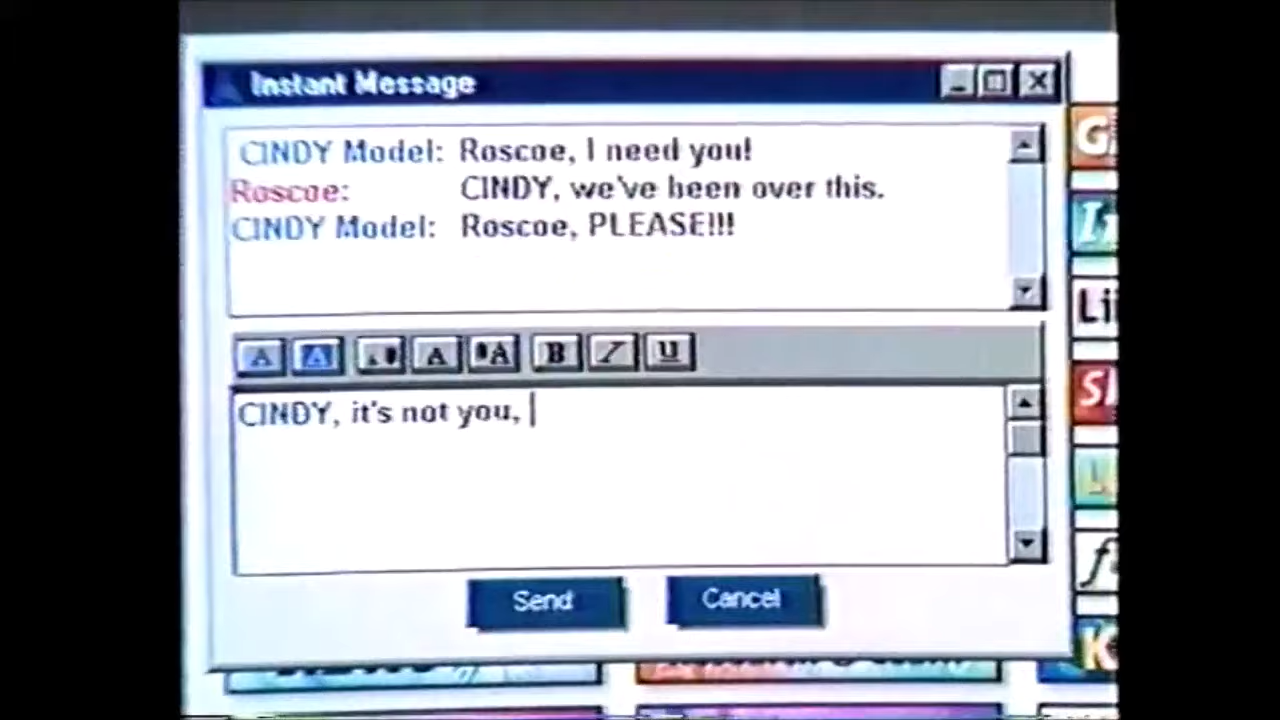 Instant Message
CINDY Model: Roscoe, I need you!
Roscoe: CINDY, we've been over this.
CINDY Model: Roscoe, PLEASE!!!
A A A A A B I U
CINDY, it's not you,
Send Cancel